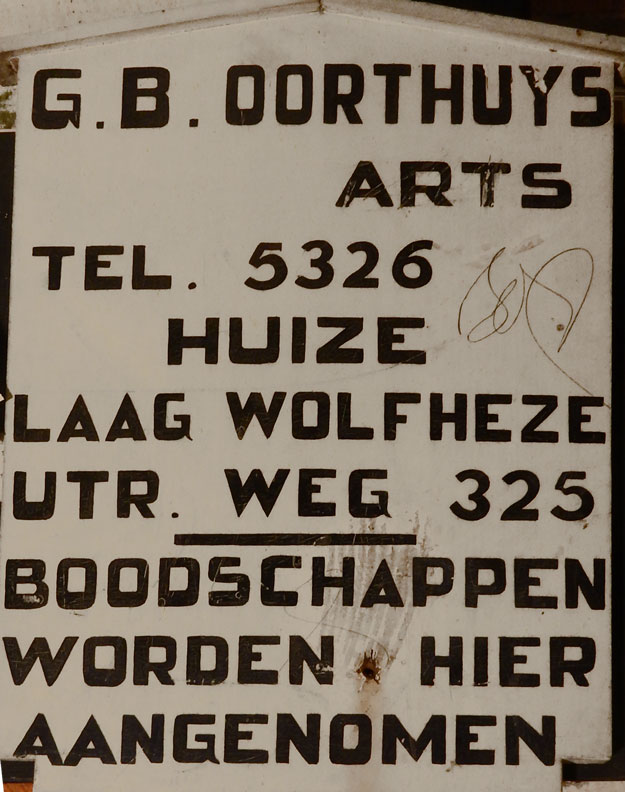 G.B. OORTHUYS
ARTS
TEL. 5326
HUIZE
LAAG WOLFHEZE
UTR. WEG 325
BOODSCHAPPEN
WORDEN HIER
AANGENOMEN